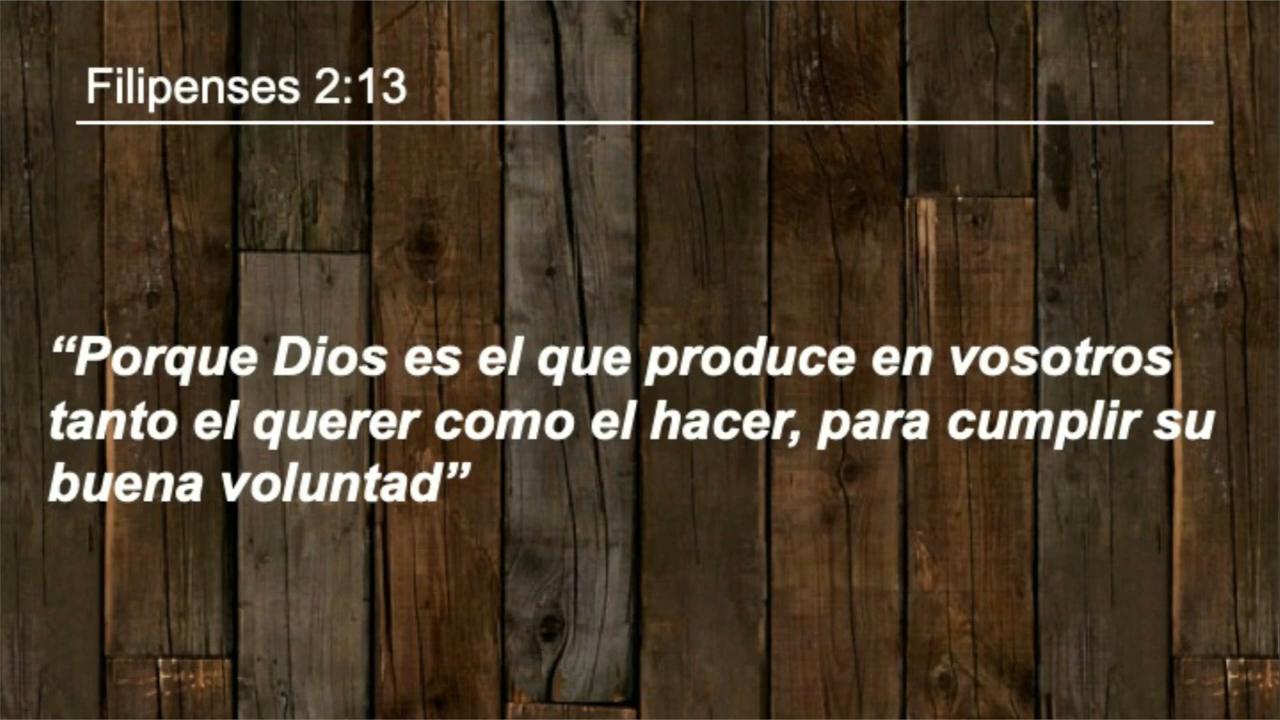 Filipenses 2:13
“Porque Dios es el que produce en vosotros
tanto el querer como el hacer, para cumplir su
buena voluntad”